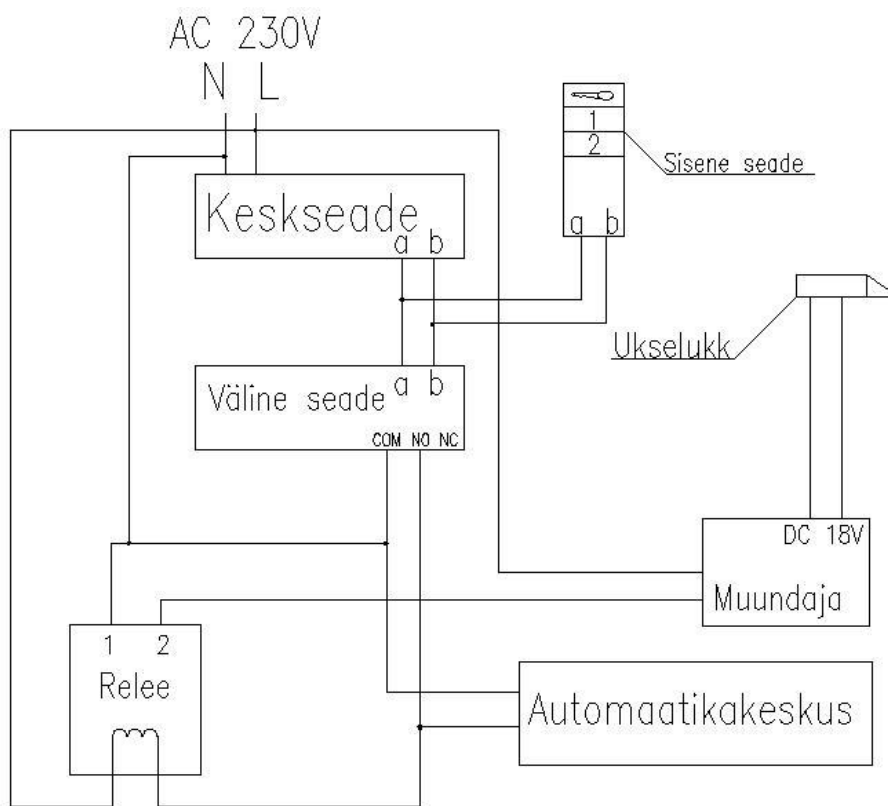 AC 230V
N L
1
2
Sisene seade
a b
Keskseade
a b
Ukselukk
a b
Väline seade
COM NO NC
DC 18V
Muundaja
1 2
Relee
Automaatikakeskus